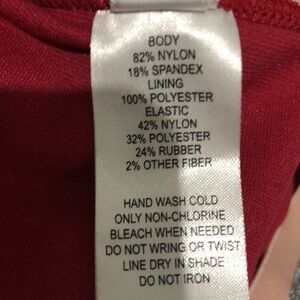 BODY
82% NYLON
18% SPANDEX
LINING
100% POLYESTER
ELASTIC
42% NYLON
32% POLYESTER
24% RUBBER
2% OTHER FIBER
HAND WASH COLD
ONLY NON-CHLORINE
BLEACH WHEN NEEDED
DO NOT WRING OR TWIST
LINE DRY IN SHADE
DO NOT IRON